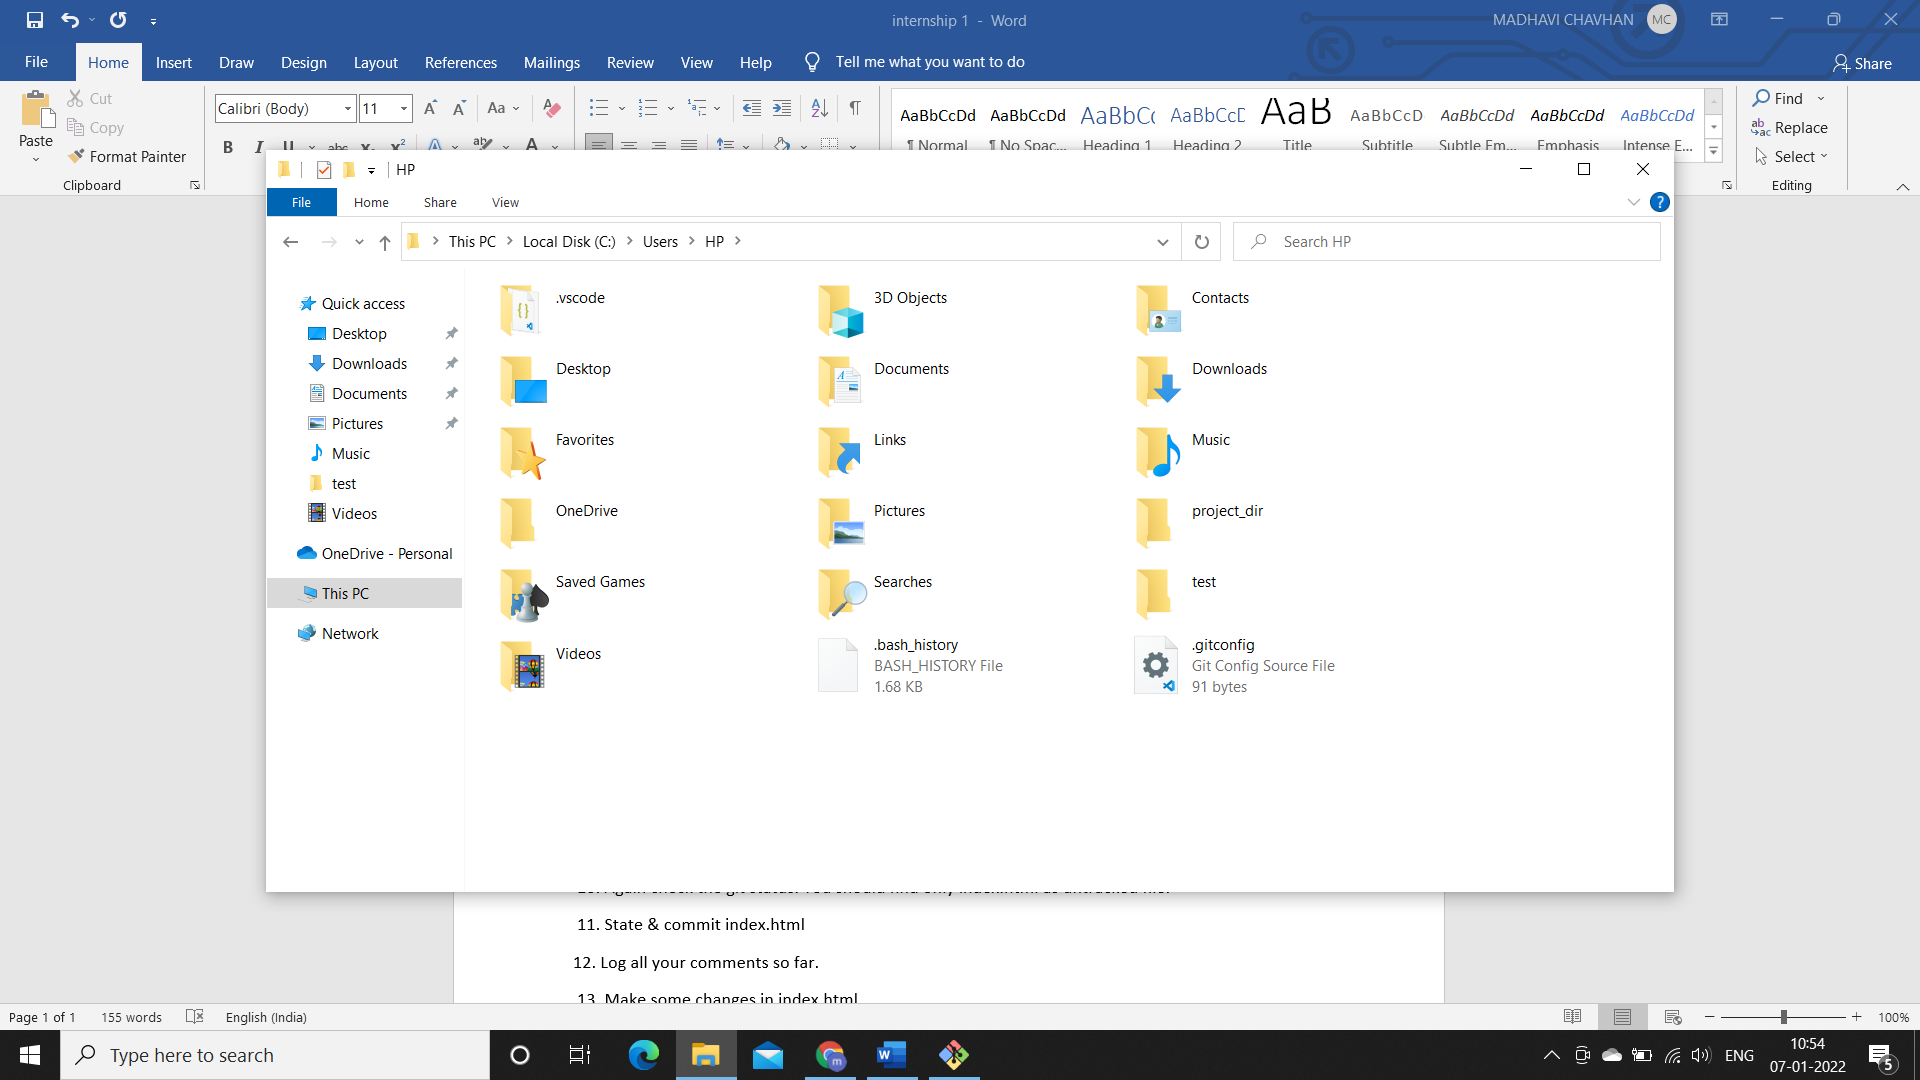 internship 1 - Word
MADHAVI CHAVHAN MC
File Home Insert Draw Design Layout References Mailings Review View Help Tell me what you want to do Share
Paste
Cut
Copy
Format Painter
Clipboard
Calibri (Body) 11
B I U abc x x²
AaBbCcDd AaBbCcDd AaBbCc AaBbCcD AaB AaBbCcD AaBbCcDd AaBbCcDd AaBbCcDd
¶ Normal ¶ No Spac... Heading 1 Heading 2 Title Subtitle Subtle Em... Emphasis Intense E...
Find
Replace
Select
Editing
HP
File Home Share View
This PC > Local Disk (C:) > Users > HP >
Search HP
Quick access
Desktop
Downloads
Documents
Pictures
Music
test
Videos
OneDrive - Personal
This PC
Network
.vscode
3D Objects
Contacts
Desktop
Documents
Downloads
Favorites
Links
Music
OneDrive
Pictures
project_dir
Saved Games
Searches
test
Videos
.bash_history
BASH_HISTORY File
1.68 KB
.gitconfig
Git Config Source File
91 bytes
11. State & commit index.html
12. Log all your comments so far.
13. Make some changes in index.html
Page 1 of 1 155 words English (India) 100%
Type here to search
ENG
10:54
07-01-2022
5